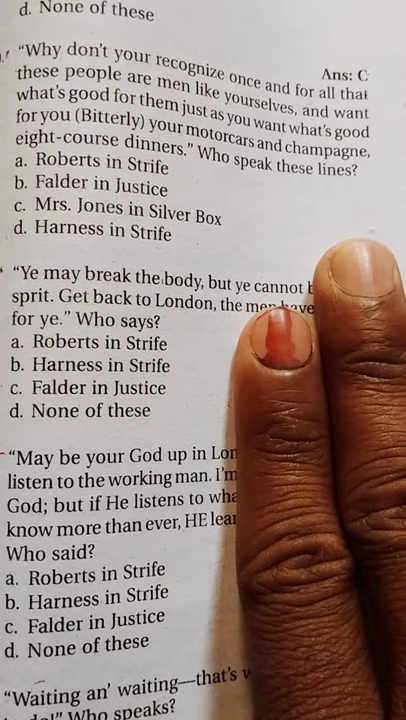 d. None of these
Ans: C
“Why don't your recognize once and for all that
these people are men like yourselves, and want
what's good for them just as you want what's good
for you (Bitterly) your motorcars and champagne,
eight-course dinners.” Who speak these lines?
a. Roberts in Strife
b. Falder in Justice
c. Mrs. Jones in Silver Box
d. Harness in Strife
“Ye may break the body, but ye cannot
sprit. Get back to London, the men have
for ye.” Who says?
a. Roberts in Strife
b. Harness in Strife
c. Falder in Justice
d. None of these
“May be your God up in
listen to the working man. I'm
God; but if He listens to
know more than ever, HE
Who said?
a. Roberts in Strife
b. Harness in Strife
c. Falder in Justice
d. None of these
“Waiting an' waiting—that's
Who speaks?